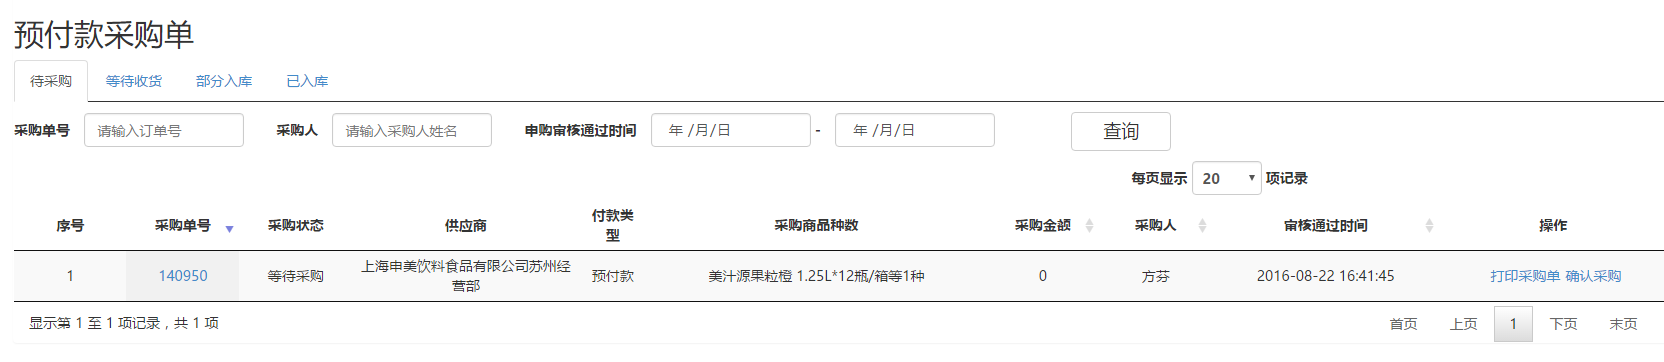 预付款采购单
待采购 等待收货 部分入库 已入库
采购单号 请输入订单号 采购人 请输入采购人姓名 申购审核通过时间 年 /月/日 - 年 /月/日 查询
每页显示 20 项记录
序号 采购单号 采购状态 供应商 付款类型 采购商品种数 采购金额 采购人 审核通过时间 操作
1 140950 等待采购 上海申美饮料食品有限公司苏州经营部 预付款 美汁源果粒橙 1.25L*12瓶/箱等1种 0 方芬 2016-08-22 16:41:45 打印采购单 确认采购
显示第 1 至 1 项记录，共 1 项 首页 上页 1 下页 末页